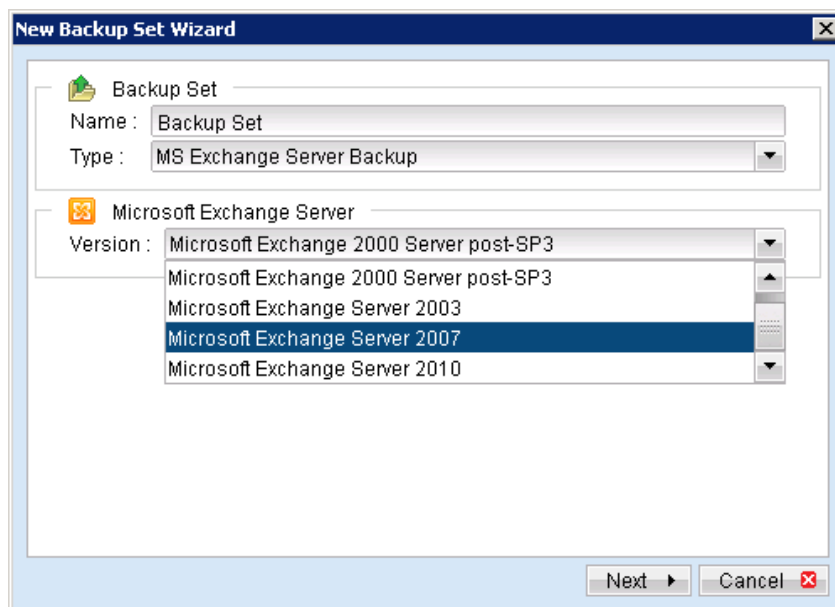 New Backup Set Wizard
Backup Set
Name : Backup Set
Type : MS Exchange Server Backup
Microsoft Exchange Server
Version : Microsoft Exchange 2000 Server post-SP3
Microsoft Exchange 2000 Server post-SP3
Microsoft Exchange Server 2003
Microsoft Exchange Server 2007
Microsoft Exchange Server 2010
Next Cancel